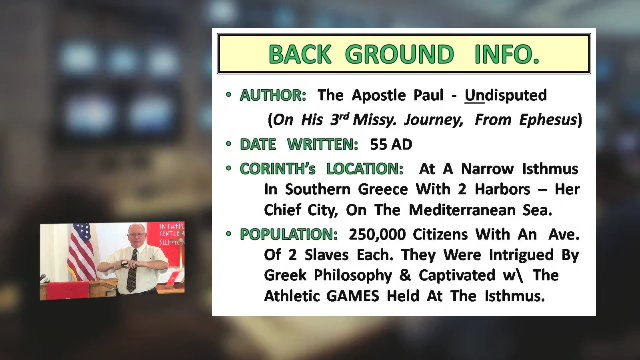 BACK GROUND INFO.
• AUTHOR: The Apostle Paul - Undisputed
(On His 3rd Missy. Journey, From Ephesus)
• DATE WRITTEN: 55 AD
• CORINTH's LOCATION: At A Narrow Isthmus
In Southern Greece With 2 Harbors – Her
Chief City, On The Mediterranean Sea.
• POPULATION: 250,000 Citizens With An Ave.
Of 2 Slaves Each. They Were Intrigued By
Greek Philosophy & Captivated w\ The
Athletic GAMES Held At The Isthmus.